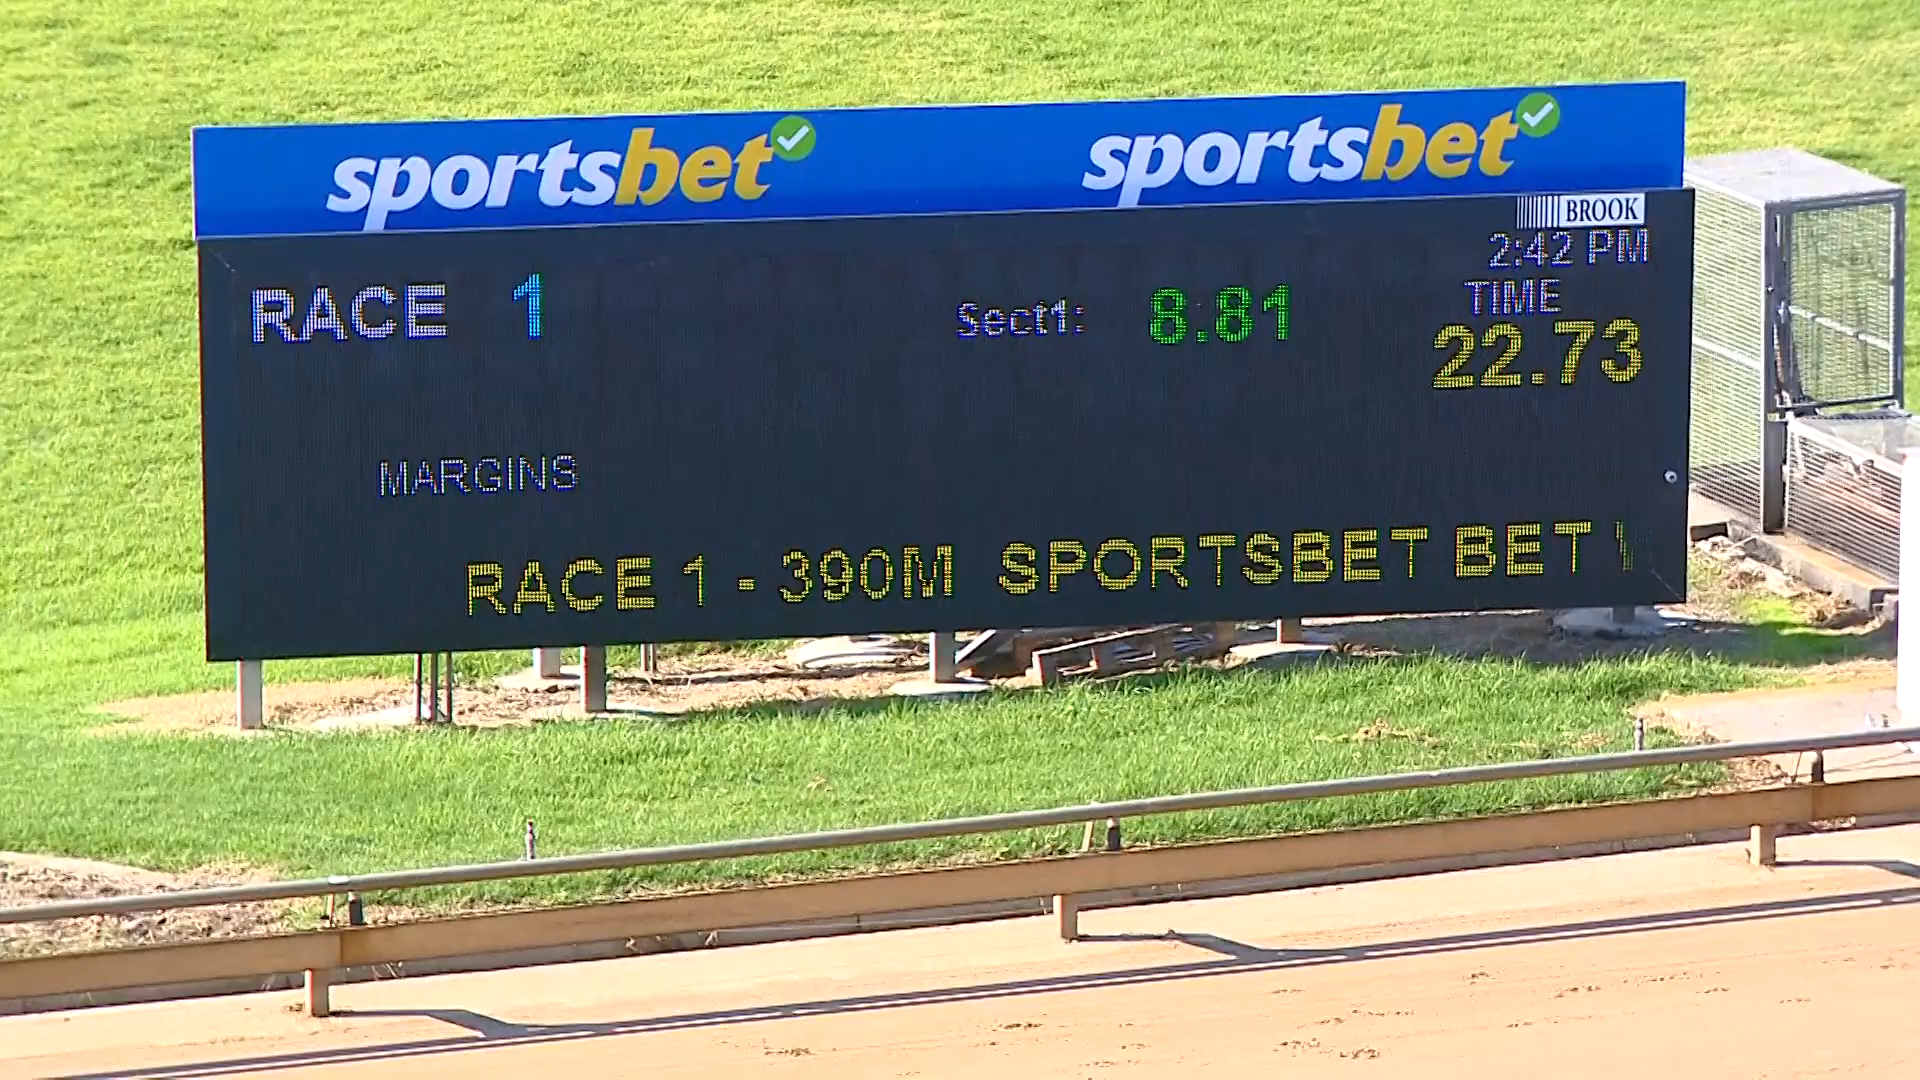 sportsbet sportsbet
BROOK
2:42 PM
RACE 1 Sect1: 8.81 TIME
22.73
MARGINS
RACE 1 - 390M SPORTSBET BET